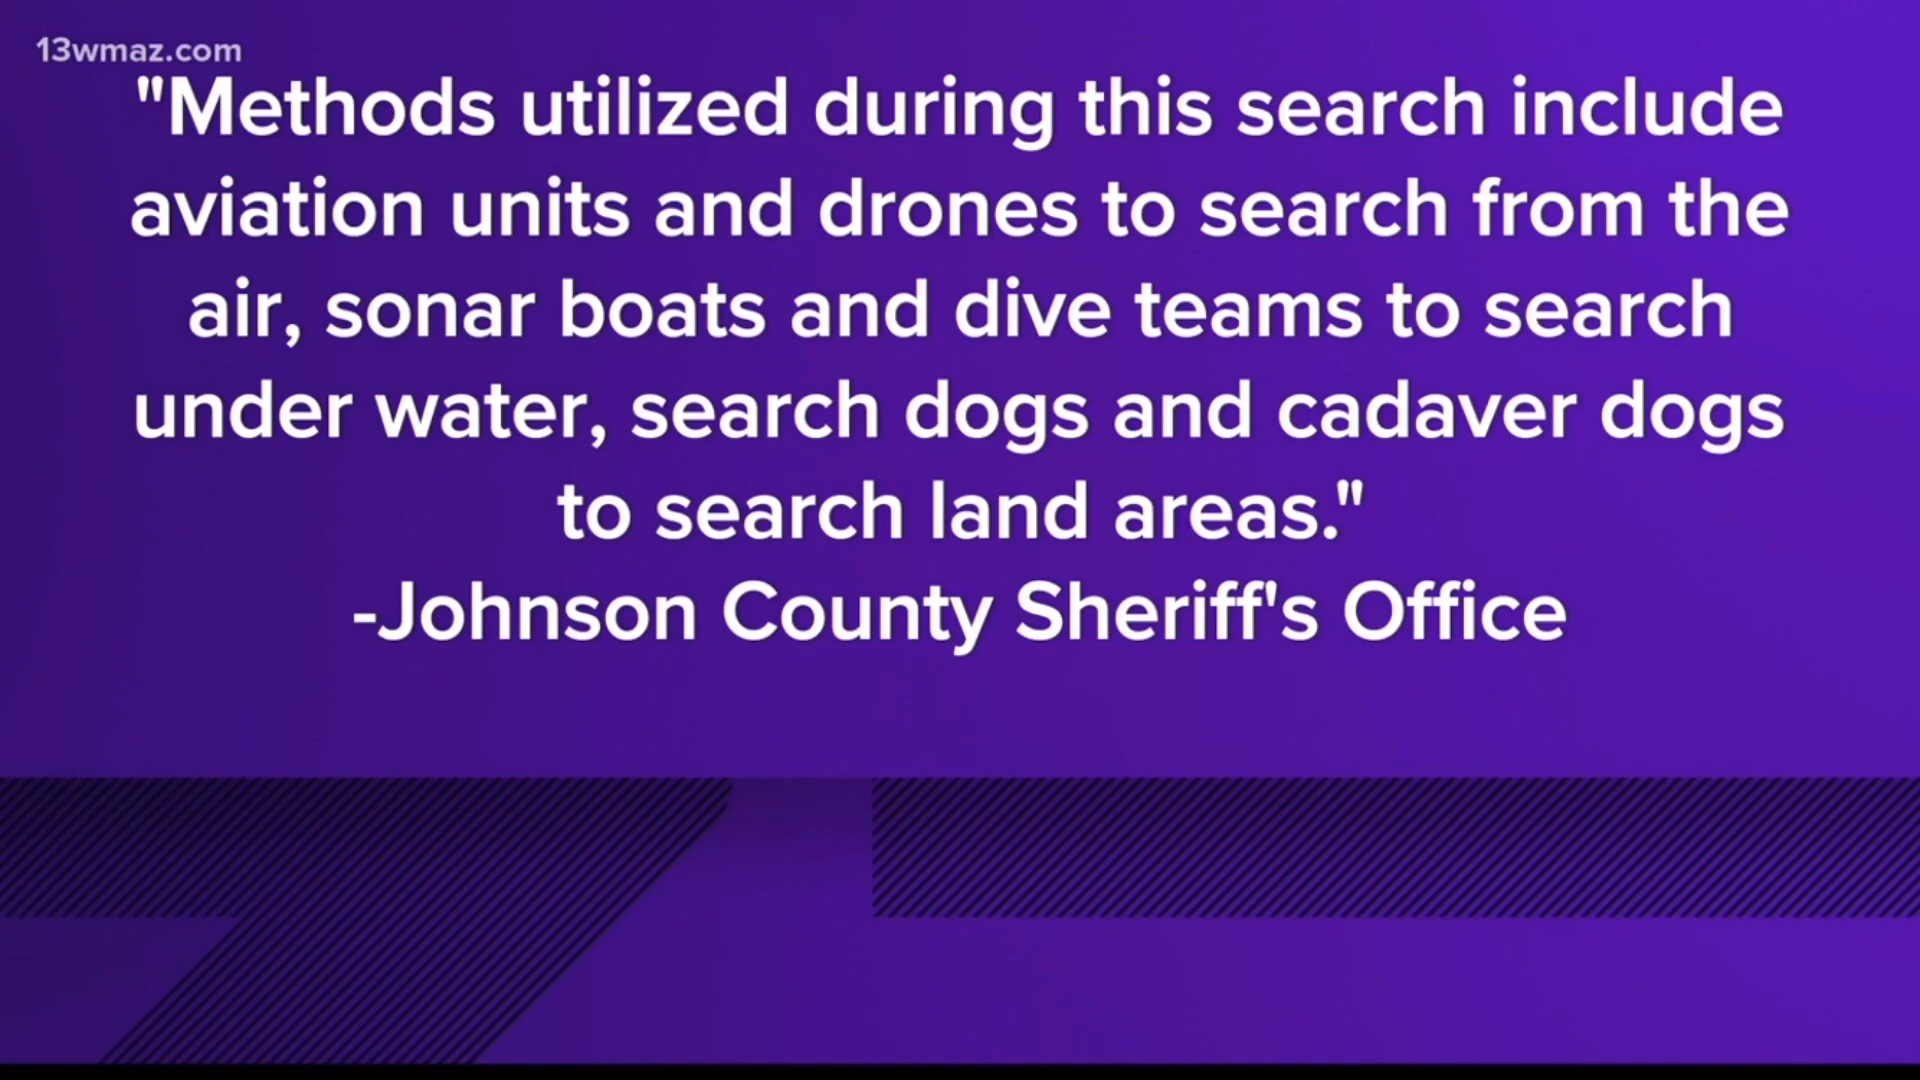 13wmaz.com
"Methods utilized during this search include
aviation units and drones to search from the
air, sonar boats and dive teams to search
under water, search dogs and cadaver dogs
to search land areas."
-Johnson County Sheriff's Office